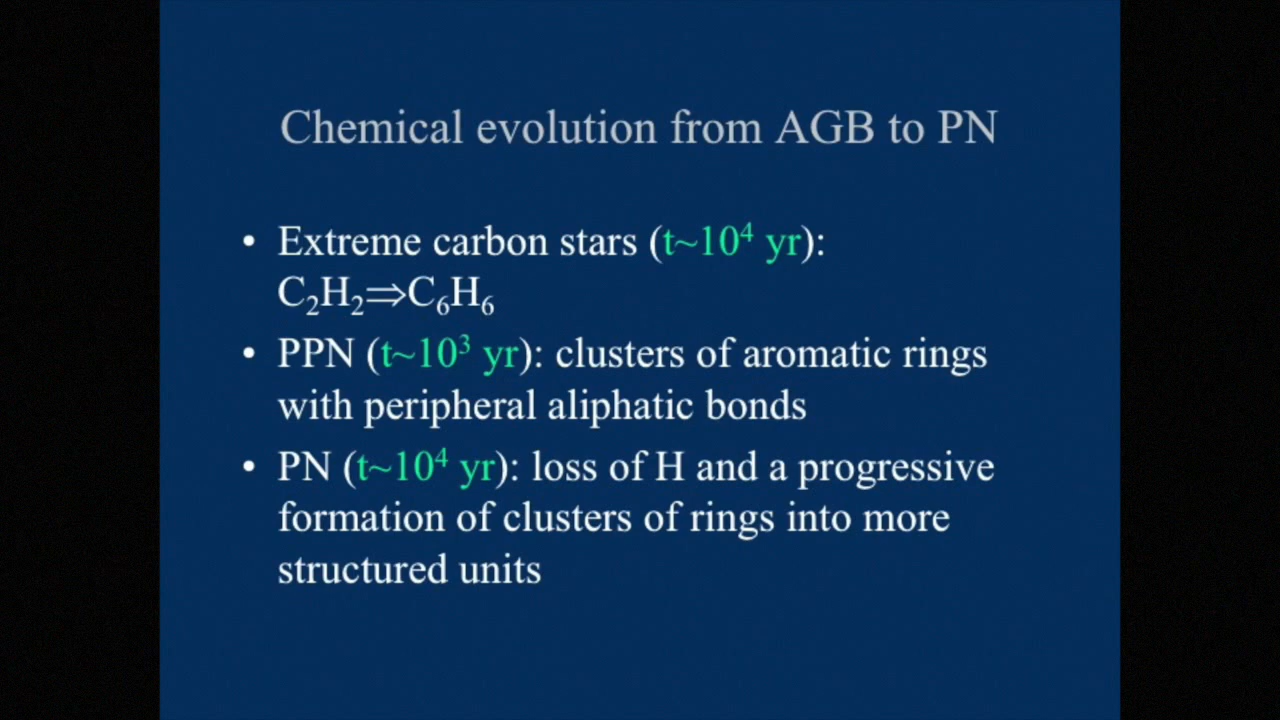 Chemical evolution from AGB to PN
• Extreme carbon stars (t~10⁴ yr):
C₂H₂⇒C₆H₆
• PPN (t~10³ yr): clusters of aromatic rings
with peripheral aliphatic bonds
• PN (t~10⁴ yr): loss of H and a progressive
formation of clusters of rings into more
structured units